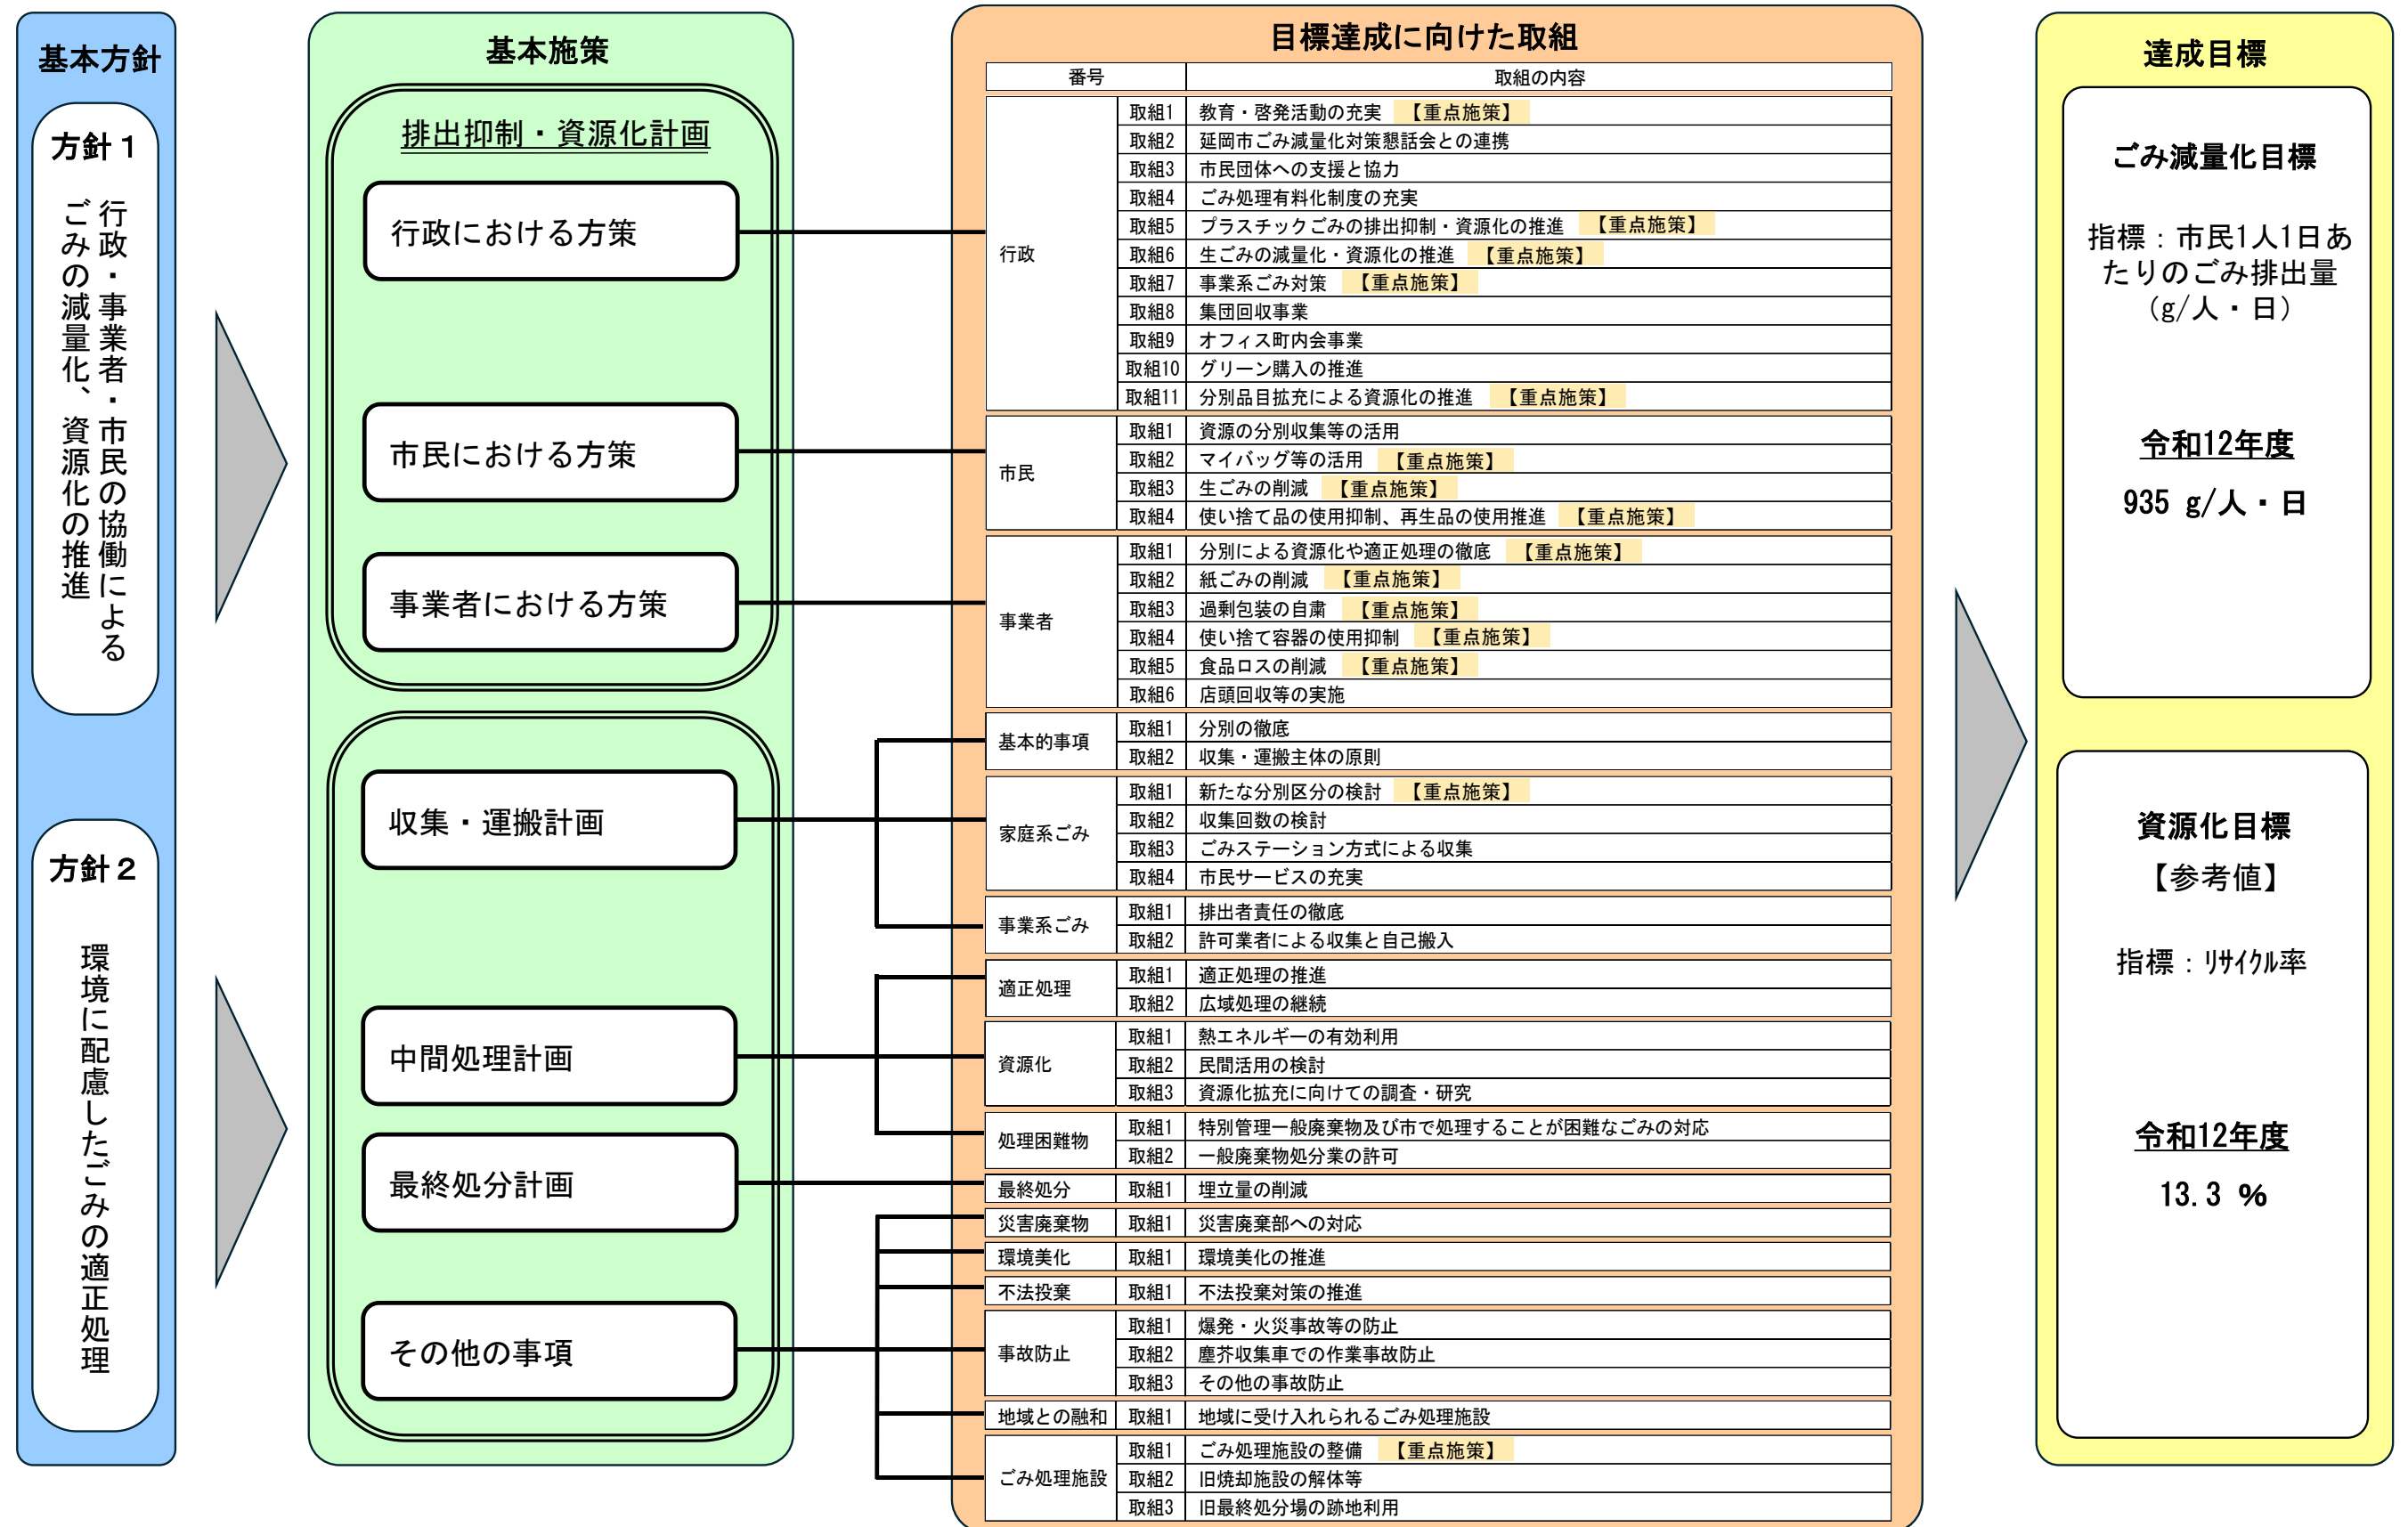 基本方針
方針１
行政・事業者・市民の協働による
ごみの減量化、資源化の推進
方針２
環境に配慮したごみの適正処理
基本施策
排出抑制・資源化計画
行政における方策
市民における方策
事業者における方策
収集・運搬計画
中間処理計画
最終処分計画
その他の事項
目標達成に向けた取組
番号 取組の内容
行政
取組1 教育・啓発活動の充実 【重点施策】
取組2 延岡市ごみ減量化対策懇話会との連携
取組3 市民団体への支援と協力
取組4 ごみ処理有料化制度の充実
取組5 プラスチックごみの排出抑制・資源化の推進 【重点施策】
取組6 生ごみの減量化・資源化の推進 【重点施策】
取組7 事業系ごみ対策 【重点施策】
取組8 集団回収事業
取組9 オフィス町内会事業
取組10 グリーン購入の推進
取組11 分別品目拡充による資源化の推進 【重点施策】
市民
取組1 資源の分別収集等の活用
取組2 マイバッグ等の活用 【重点施策】
取組3 生ごみの削減 【重点施策】
取組4 使い捨て品の使用抑制、再生品の使用推進 【重点施策】
事業者
取組1 分別による資源化や適正処理の徹底 【重点施策】
取組2 紙ごみの削減 【重点施策】
取組3 過剰包装の自粛 【重点施策】
取組4 使い捨て容器の使用抑制 【重点施策】
取組5 食品ロスの削減 【重点施策】
取組6 店頭回収等の実施
基本的事項
取組1 分別の徹底
取組2 収集・運搬主体の原則
家庭系ごみ
取組1 新たな分別区分の検討 【重点施策】
取組2 収集回数の検討
取組3 ごみステーション方式による収集
取組4 市民サービスの充実
事業系ごみ
取組1 排出者責任の徹底
取組2 許可業者による収集と自己搬入
適正処理
取組1 適正処理の推進
取組2 広域処理の継続
資源化
取組1 熱エネルギーの有効利用
取組2 民間活用の検討
取組3 資源化拡充に向けての調査・研究
処理困難物
取組1 特別管理一般廃棄物及び市で処理することが困難なごみの対応
取組2 一般廃棄物処分業の許可
最終処分 取組1 埋立量の削減
災害廃棄物 取組1 災害廃棄部への対応
環境美化 取組1 環境美化の推進
不法投棄 取組1 不法投棄対策の推進
事故防止
取組1 爆発・火災事故等の防止
取組2 塵芥収集車での作業事故防止
取組3 その他の事故防止
地域との融和 取組1 地域に受け入れられるごみ処理施設
ごみ処理施設
取組1 ごみ処理施設の整備 【重点施策】
取組2 旧焼却施設の解体等
取組3 旧最終処分場の跡地利用
達成目標
ごみ減量化目標
指標：市民1人1日あ
たりのごみ排出量
（g/人・日）
令和12年度
935 g/人・日
資源化目標
【参考値】
指標：ﾘｻｲｸﾙ率
令和12年度
13.3 %